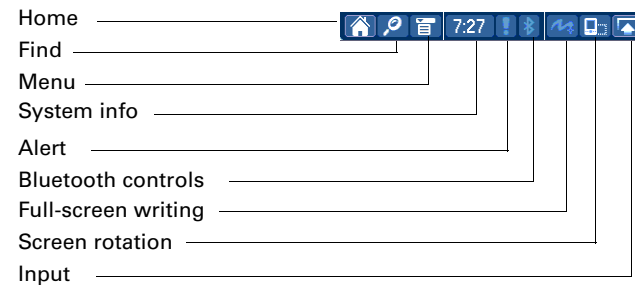 Home
7:27
Find
Menu
System info
Alert
Bluetooth controls
Full-screen writing
Screen rotation
Input